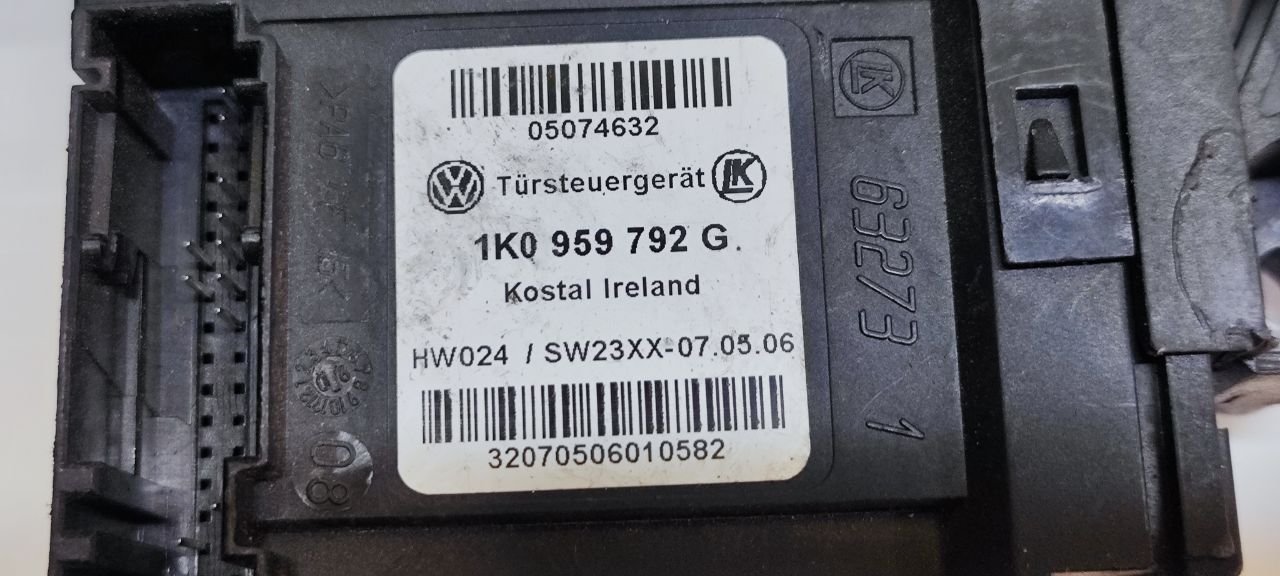 05074632
Türsteuergerät
1K0 959 792 G
Kostal Ireland
HW024 / SW23XX-07.05.06
32070506010582
63273 1
08